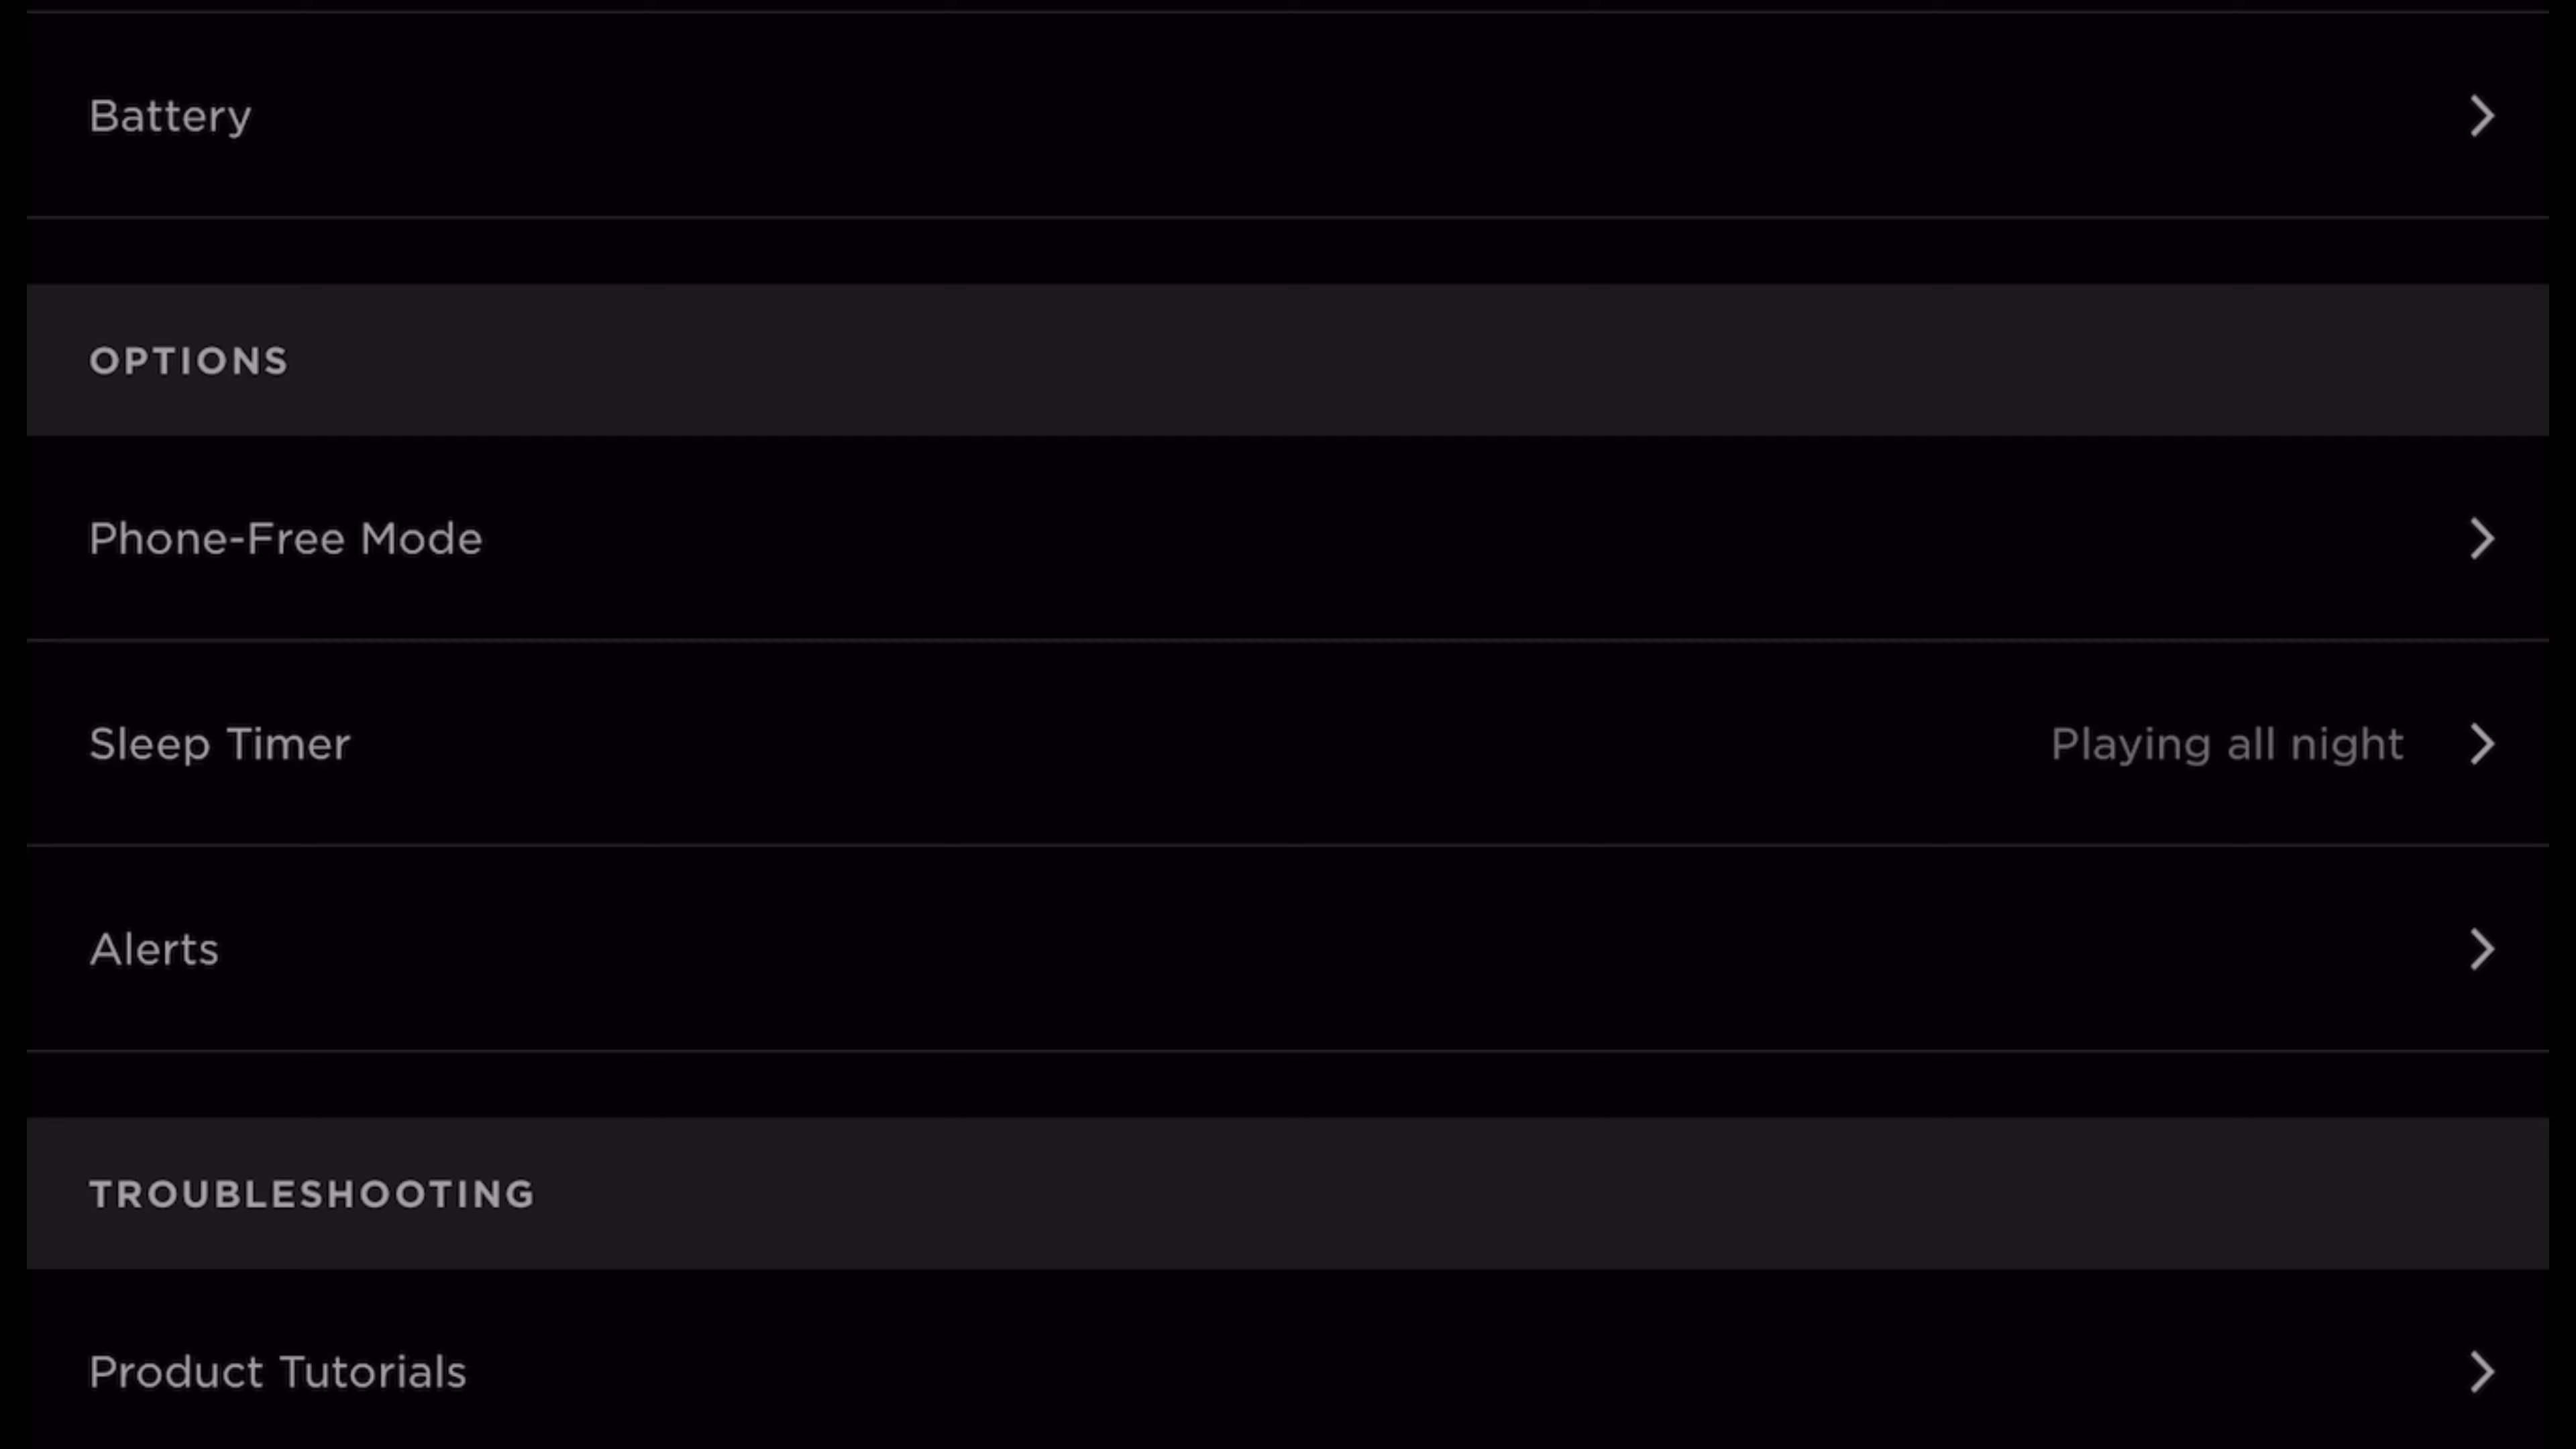 Battery
OPTIONS
Phone-Free Mode
Sleep Timer Playing all night
Alerts
TROUBLESHOOTING
Product Tutorials